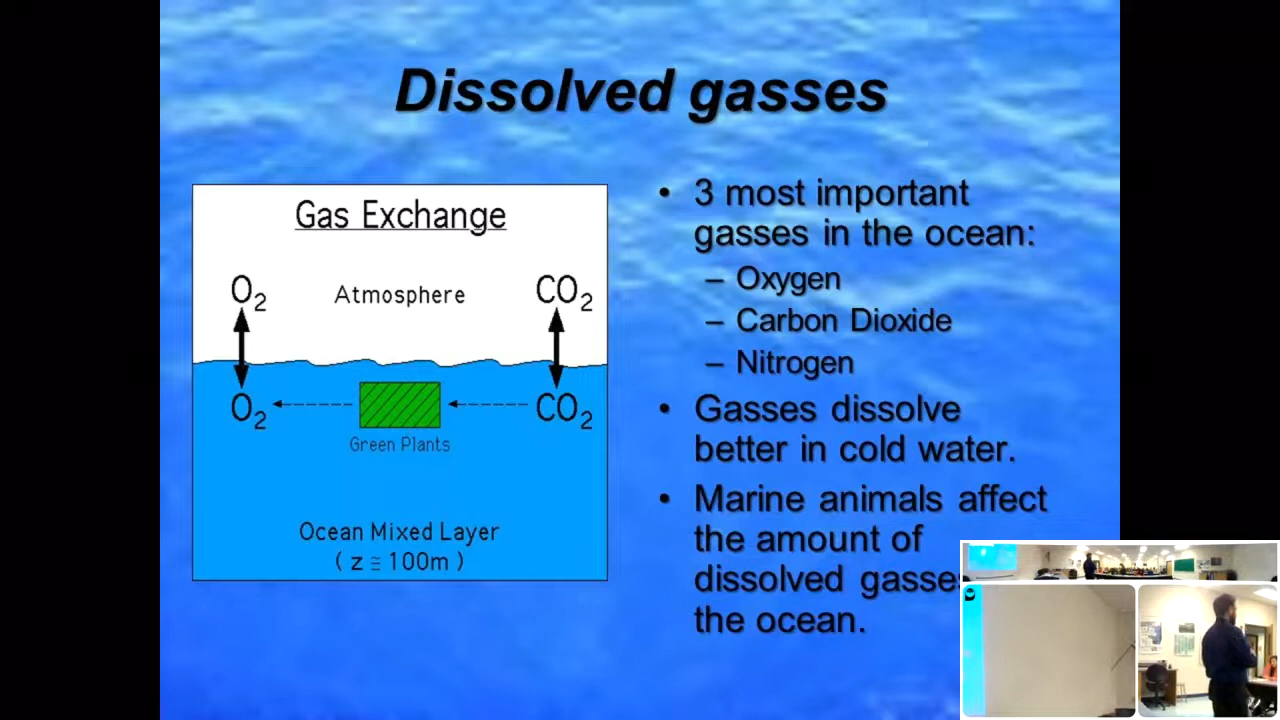 Dissolved gasses
Gas Exchange
O2 Atmosphere CO2
O2 CO2
Green Plants
Ocean Mixed Layer
( z ≅ 100m )
• 3 most important
gasses in the ocean:
– Oxygen
– Carbon Dioxide
– Nitrogen
• Gasses dissolve
better in cold water.
• Marine animals affect
the amount of
dissolved gasse
the ocean.